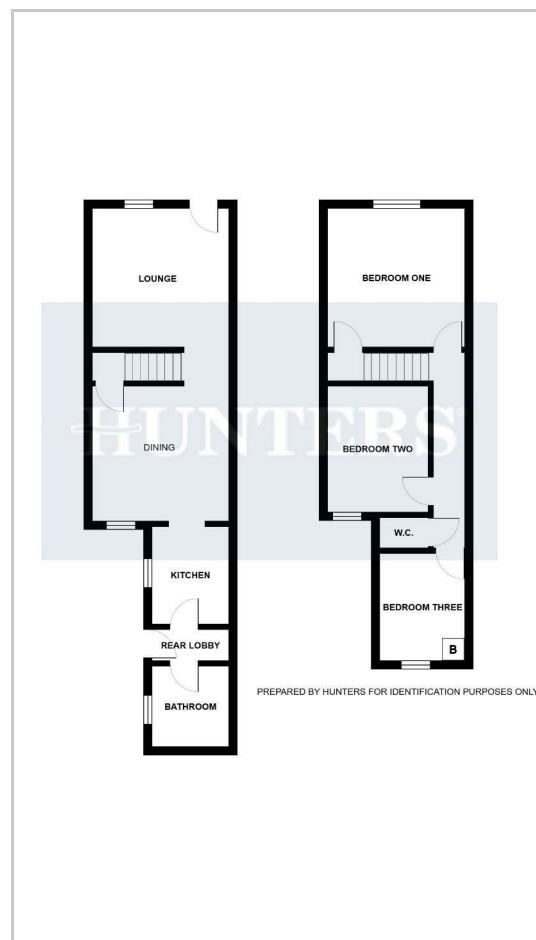 LOUNGE
DINING
KITCHEN
REAR LOBBY
BATHROOM
BEDROOM ONE
BEDROOM TWO
W.C.
BEDROOM THREE
B
HUNTERS®
PREPARED BY HUNTERS FOR IDENTIFICATION PURPOSES ONLY